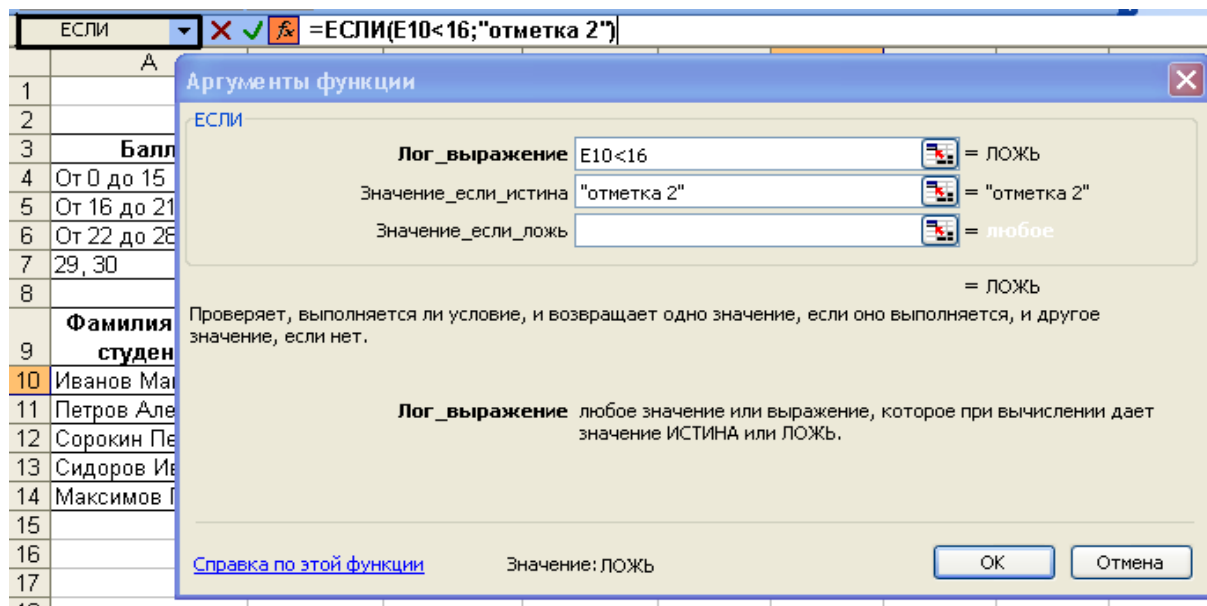 ЕСЛИ =ЕСЛИ(E10<16;"отметка 2")
A
Аргументы функции
1
2
ЕСЛИ
3 Балл
Лог_выражение E10<16 = ЛОЖЬ
4 От 0 до 15
Значение_если_истина "отметка 2" = "отметка 2"
5 От 16 до 21
Значение_если_ложь = любое
6 От 22 до 28
7 29, 30
= ЛОЖЬ
8
Проверяет, выполняется ли условие, и возвращает одно значение, если оно выполняется, и другое
значение, если нет.
Фамилия
9 студен
10 Иванов Ма
11 Петров Але
Лог_выражение любое значение или выражение, которое при вычислении дает
значение ИСТИНА или ЛОЖЬ.
12 Сорокин Пе
13 Сидоров Ив
14 Максимов
15
16
Справка по этой функции Значение: ЛОЖЬ OK Отмена
17